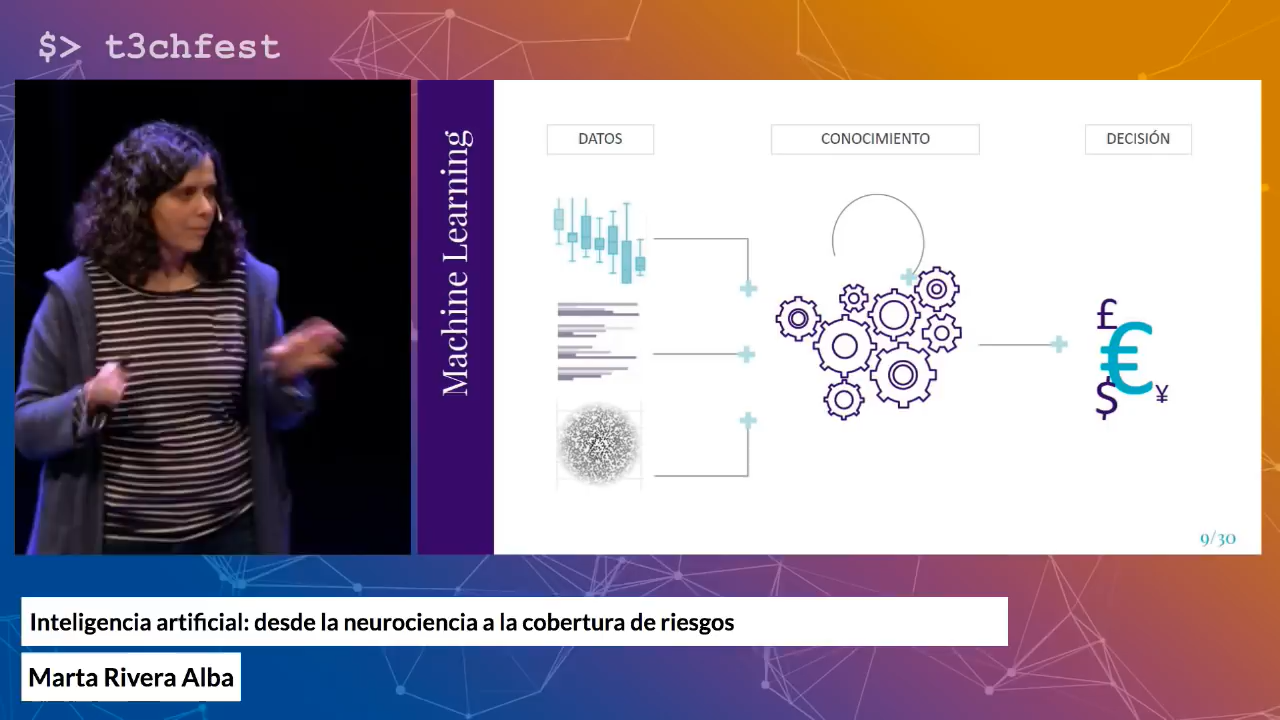 $> t3chfest
Machine Learning
DATOS
CONOCIMIENTO
DECISIÓN
£
€
$
¥
9/30
Inteligencia artificial: desde la neurociencia a la cobertura de riesgos
Marta Rivera Alba